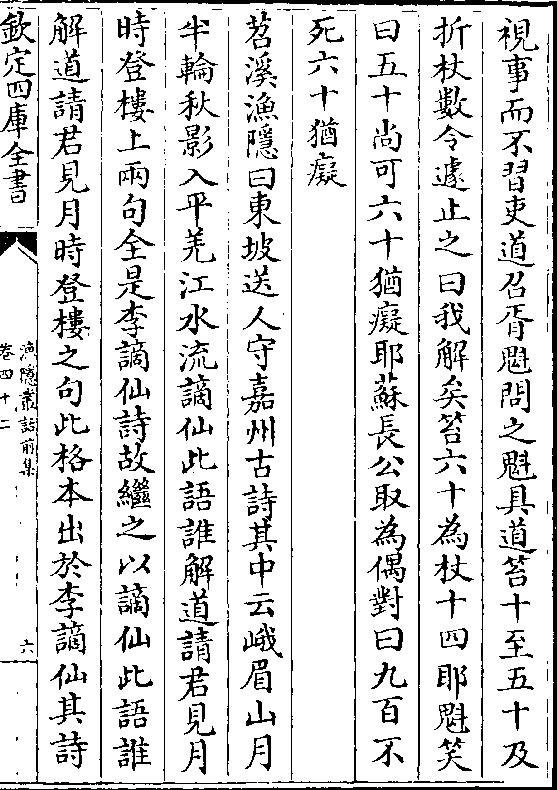 視事而不習吏道召胥魁問之魁具道笞十至五十及
折杖數令遽止之曰我解矣笞六十為杖十四耶魁笑
曰五十尚可六十猶癡耶蘇長公取為偶對曰九百不
死六十猶癡
苕溪漁隱曰東坡送人守嘉州古詩其中云峨眉山月
半輪秋影入平羌江水流謫仙此語誰解道請君見月
時登樓上兩句全是李謫仙詩故繼之以謫仙此語誰
解道請君見月時登樓之句此格本出於李謫仙其詩
欽定四庫全書
漁隱叢話前集
卷四十二
六